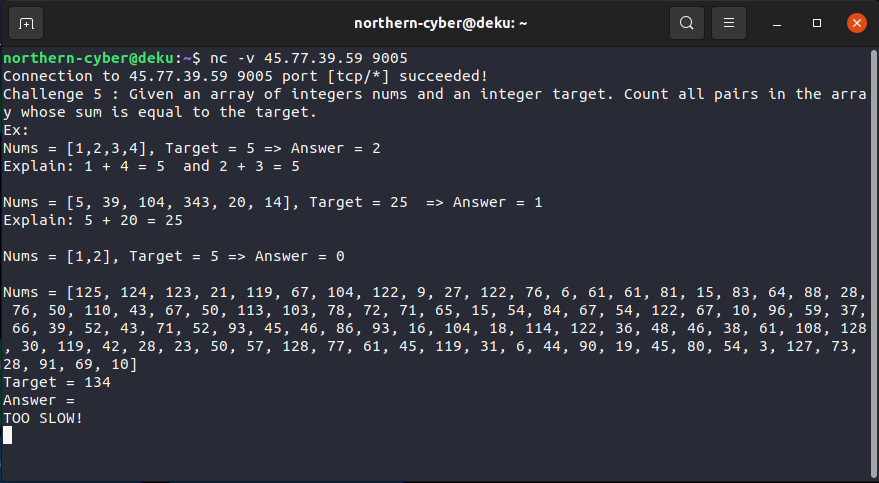 northern-cyber@deku: ~
northern-cyber@deku:~$ nc -v 45.77.39.59 9005
Connection to 45.77.39.59 9005 port [tcp/*] succeeded!
Challenge 5 : Given an array of integers nums and an integer target. Count all pairs in the arra
y whose sum is equal to the target.
Ex:
Nums = [1,2,3,4], Target = 5 => Answer = 2
Explain: 1 + 4 = 5  and 2 + 3 = 5
Nums = [5, 39, 104, 343, 20, 14], Target = 25  => Answer = 1
Explain: 5 + 20 = 25
Nums = [1,2], Target = 5 => Answer = 0
Nums = [125, 124, 123, 21, 119, 67, 104, 122, 9, 27, 122, 76, 6, 61, 61, 81, 15, 83, 64, 88, 28,
 76, 50, 110, 43, 67, 50, 113, 103, 78, 72, 71, 65, 15, 54, 84, 67, 54, 122, 67, 10, 96, 59, 37,
 66, 39, 52, 43, 71, 52, 93, 45, 46, 86, 93, 16, 104, 18, 114, 122, 36, 48, 46, 38, 61, 108, 128
, 30, 119, 42, 28, 23, 50, 57, 128, 77, 61, 45, 119, 31, 6, 44, 90, 19, 45, 80, 54, 3, 127, 73,
28, 91, 69, 10]
Target = 134
Answer =
TOO SLOW!